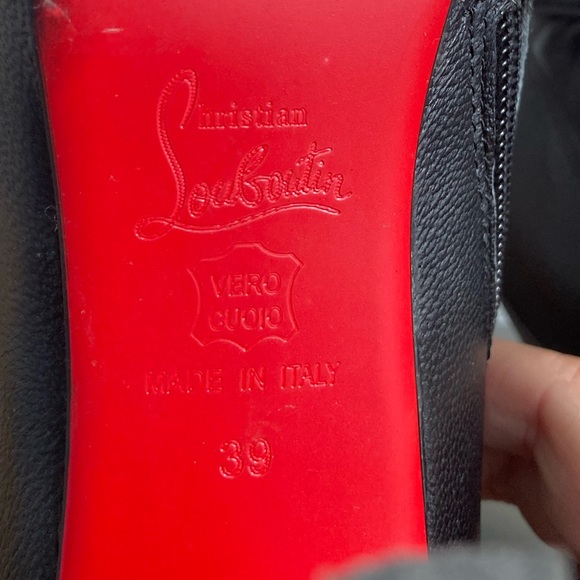 Christian
Louboutin
VERO
CUOIO
MADE IN ITALY
39